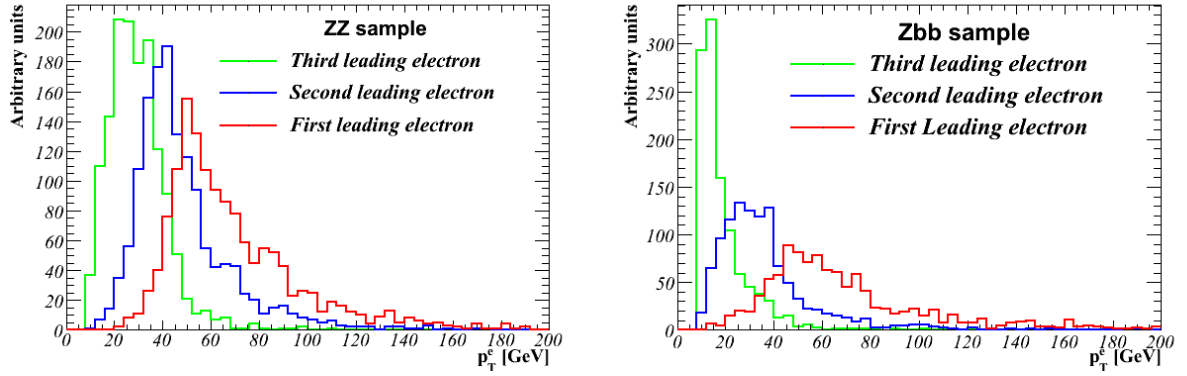 Arbitrary units
ZZ sample
Third leading electron
Second leading electron
First leading electron
200
180
160
140
120
100
80
60
40
20
0
0 20 40 60 80 100 120 140 160 180 200
p_T^e [GeV]
Arbitrary units
Zbb sample
Third leading electron
Second leading electron
First Leading electron
300
250
200
150
100
50
0
0 20 40 60 80 100 120 140 160 180 200
p_T^e [GeV]